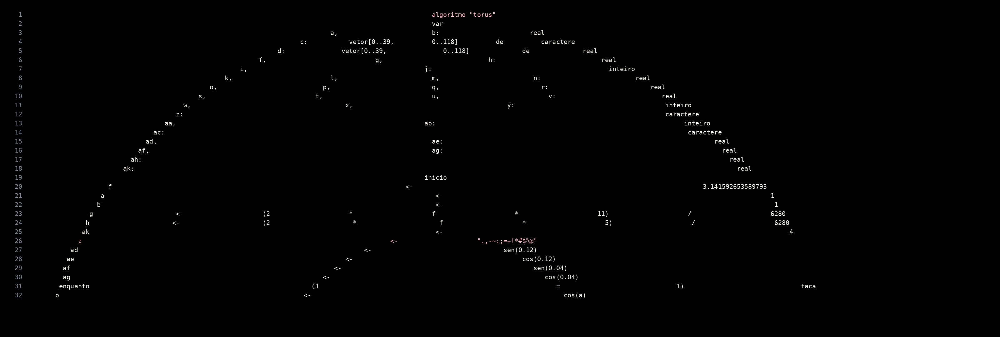 1 algoritmo "torus"
2 var
3 a, b: real
4 c: vetor[0..39, 0..118] de caractere
5 d: vetor[0..39, 0..118] de real
6 f, g, h: real
7 i, j: inteiro
8 k, l, m, n: real
9 o, p, q, r: real
10 s, t, u, v: real
11 w, x, y: inteiro
12 z: caractere
13 aa, ab: inteiro
14 ac: caractere
15 ad, ae: real
16 af, ag: real
17 ah: real
18 ak: real
19 inicio
20 f <- 3.141592653589793
21 a <- 1
22 b <- 1
23 g <- (2 * f * 11) / 6280
24 h <- (2 * f * 5) / 6280
25 ak <- 4
26 z <- ".,-~:;=+!*#$%@"
27 ad <- sen(0.12)
28 ae <- cos(0.12)
29 af <- sen(0.04)
30 ag <- cos(0.04)
31 enquanto (1 = 1) faca
32 o <- cos(a)